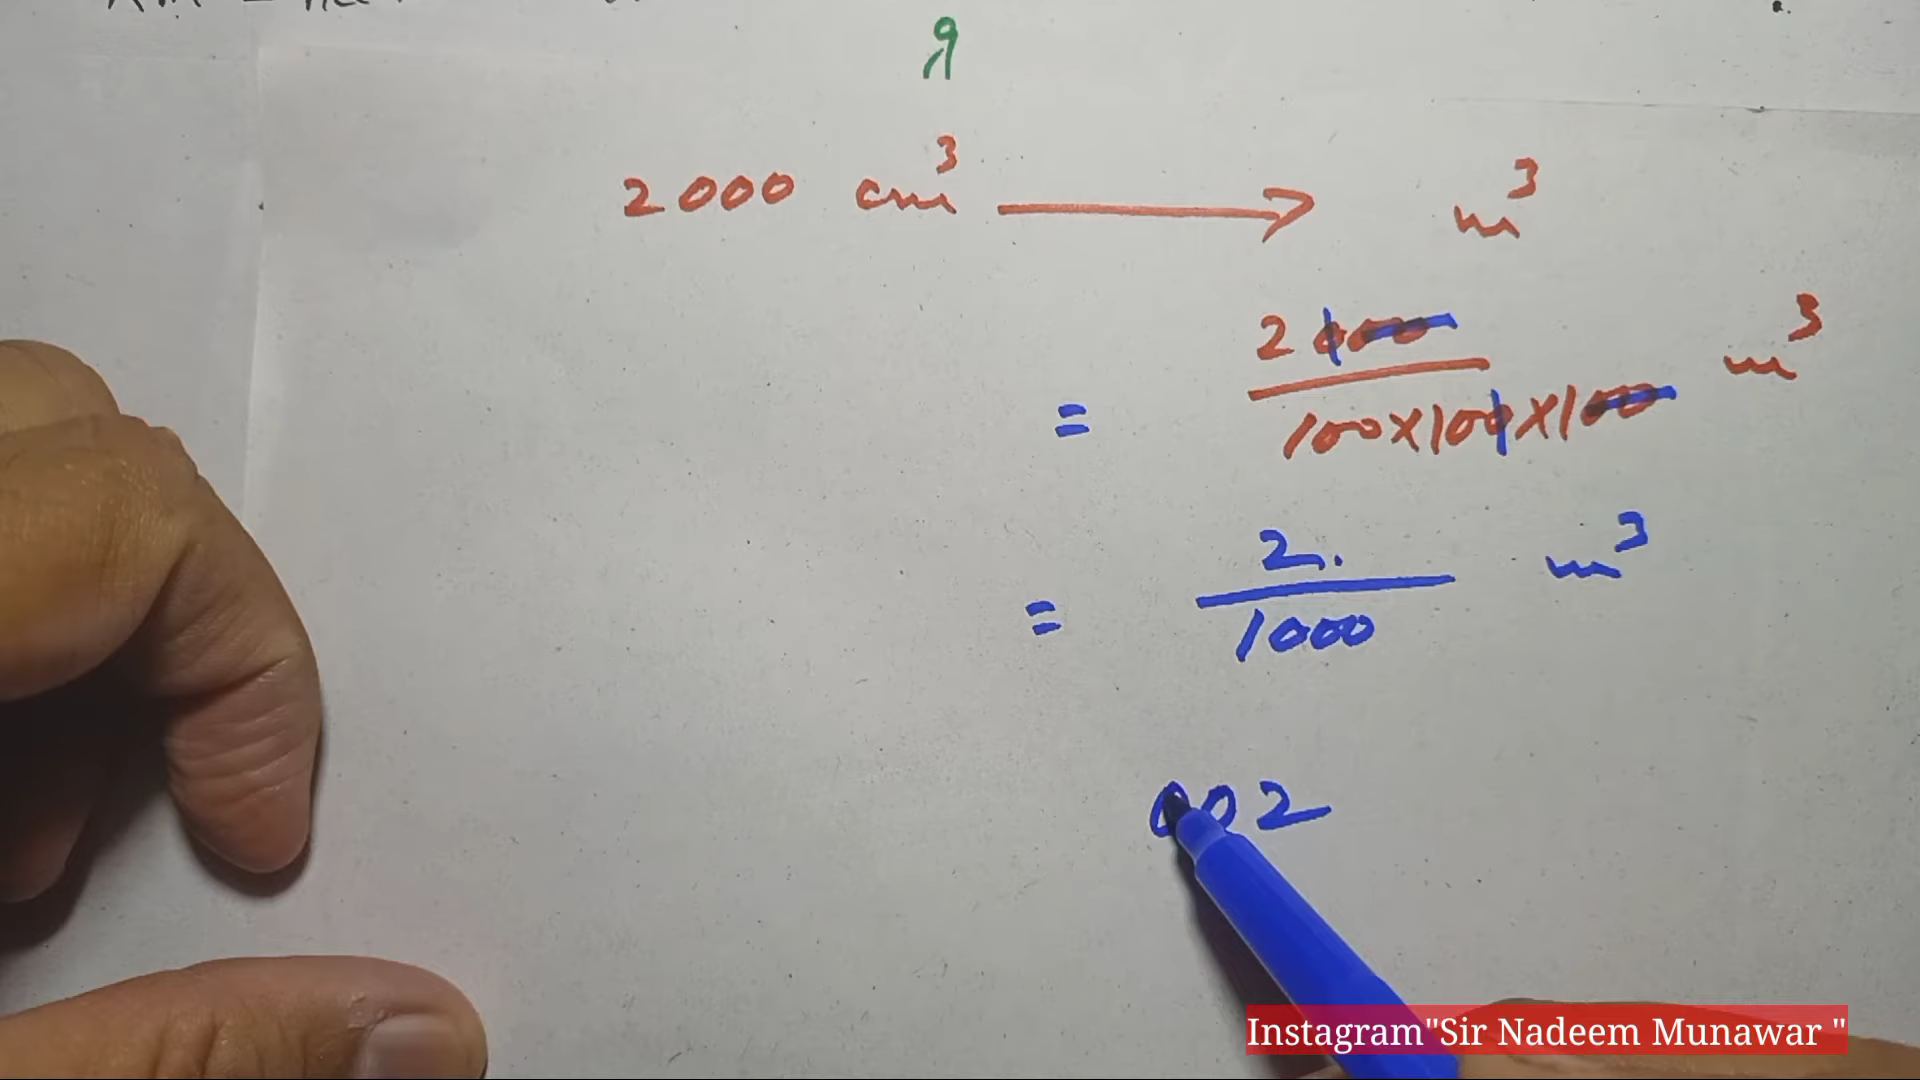 9
2000 cm³ → m³
= 2000/100×100×100 m³
= 2./1000 m³
002
Instagram"Sir Nadeem Munawar "